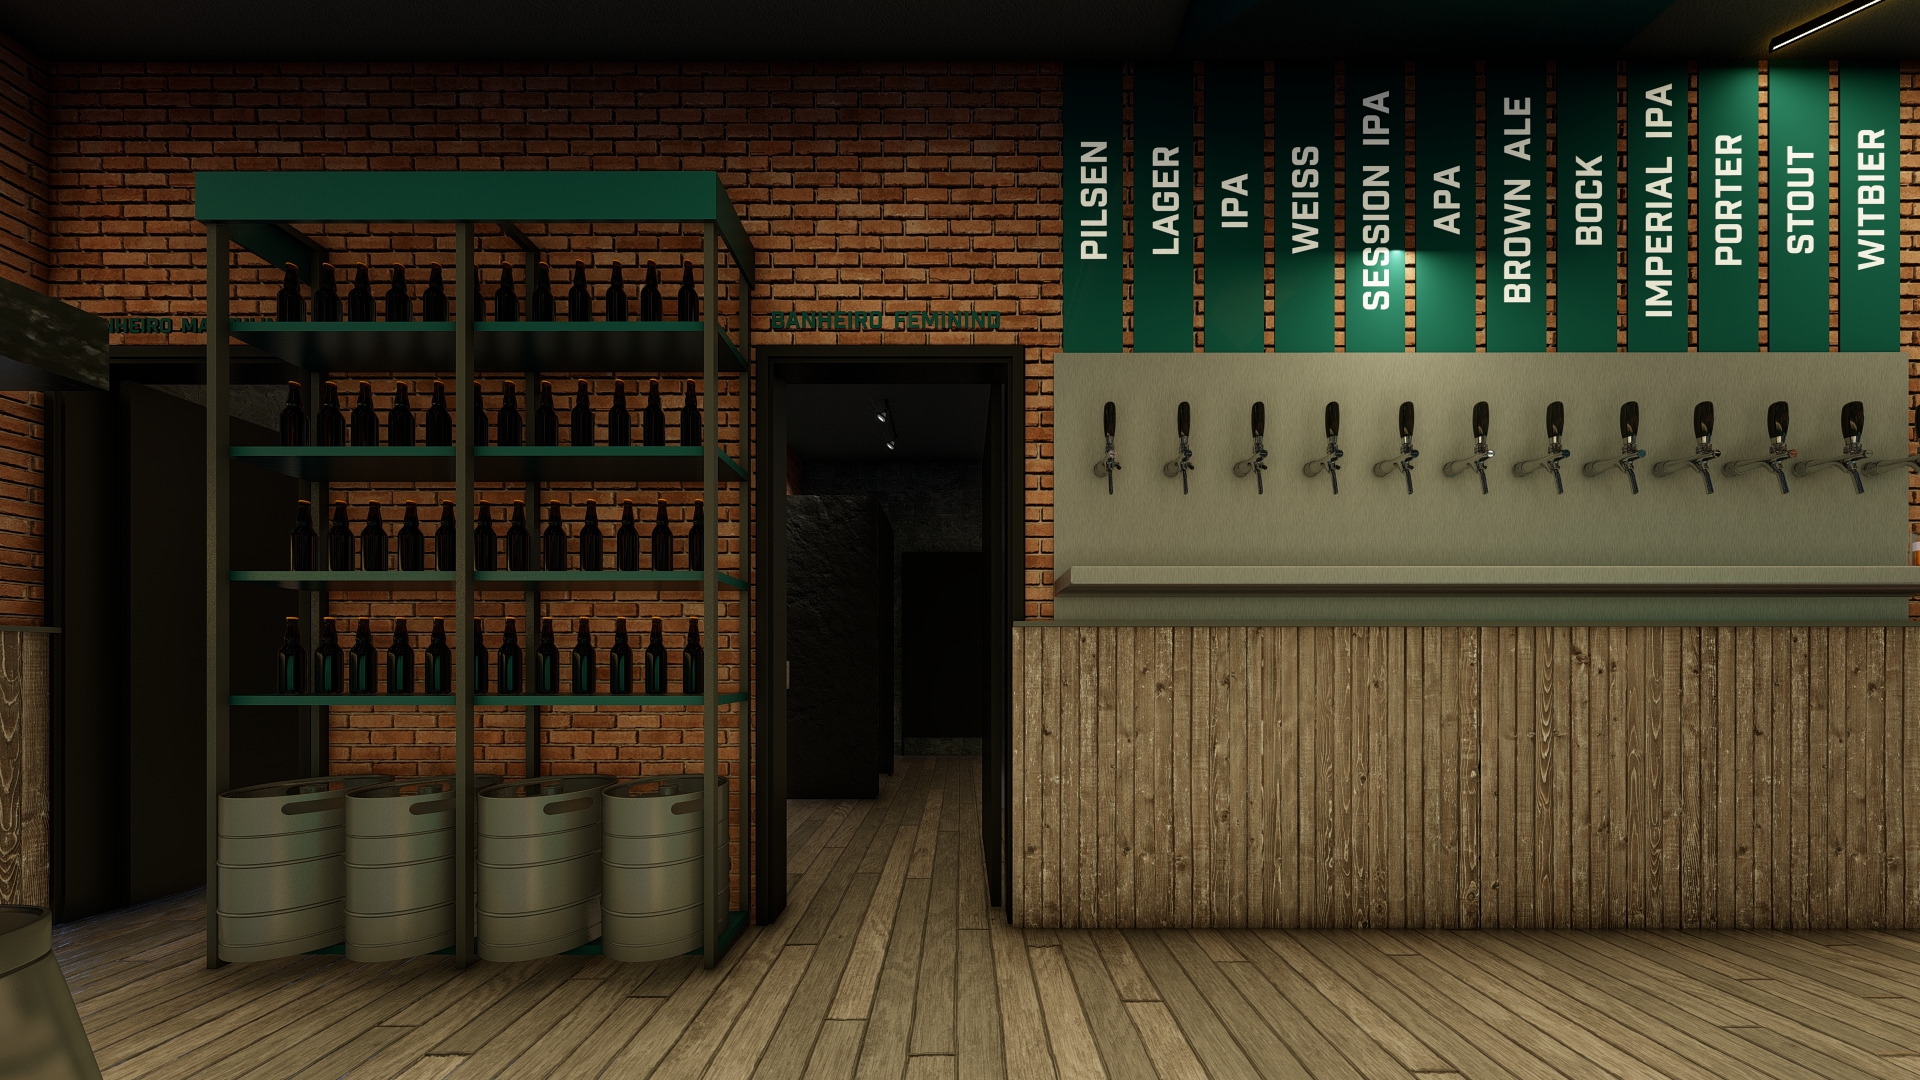 PILSEN
LAGER
IPA
WEISS
SESSION IPA
APA
BROWN ALE
BOCK
IMPERIAL IPA
PORTER
STOUT
WITBIER
BANHEIRO FEMININO